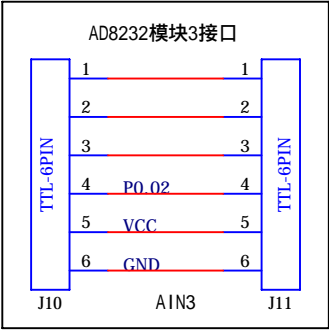 AD8232模块3接口
1 1
2 2
3 3
4 P0.02 4
5 VCC 5
6 GND 6
TTL-6PIN
TTL-6PIN
J10 AIN3 J11